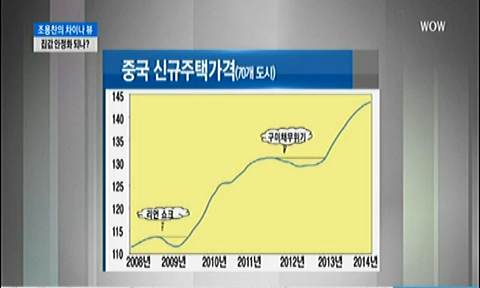 조용찬의 차이나 뷰
집값 안정화 되나?
WOW
중국 신규주택가격(70개 도시)
145
140
135
130
125
120
115
110
구미채무위기
리먼 쇼크
2008년 2009년 2010년 2011년 2012년 2013년 2014년